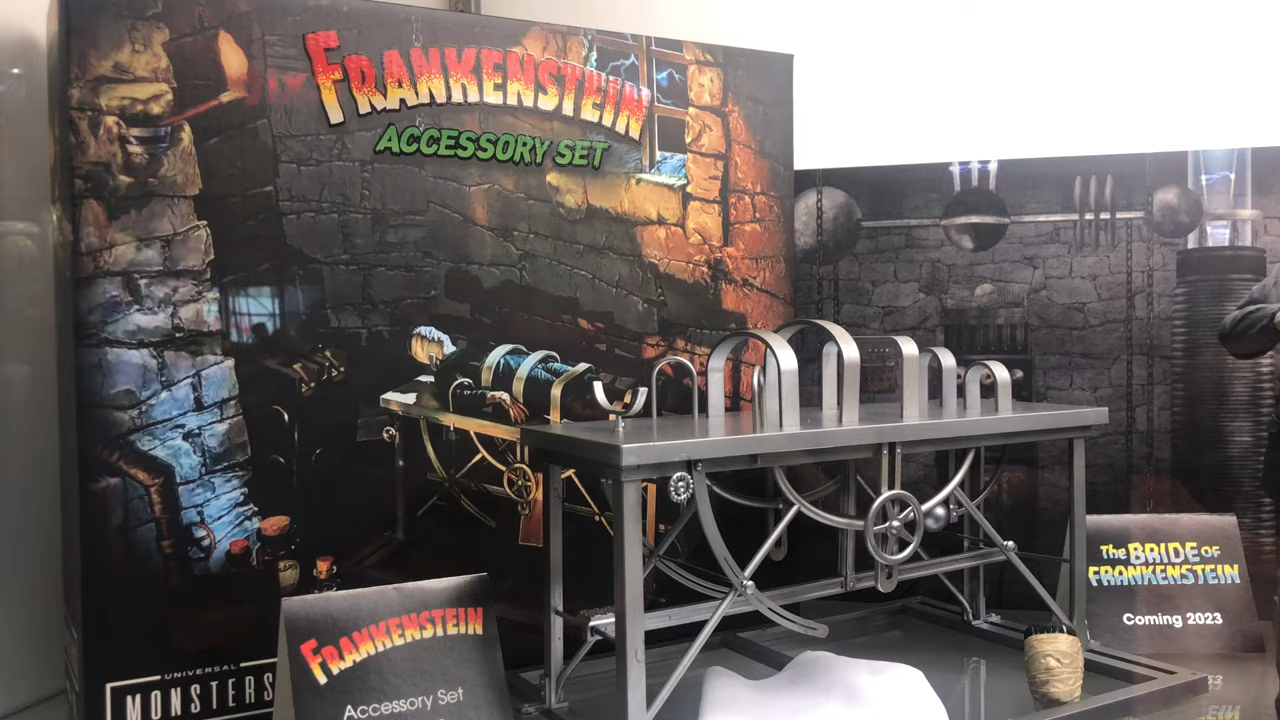 FRANKENSTEIN
ACCESSORY SET
UNIVERSAL
MONSTERS
FRANKENSTEIN
Accessory Set
The BRIDE OF
FRANKENSTEIN
Coming 2023